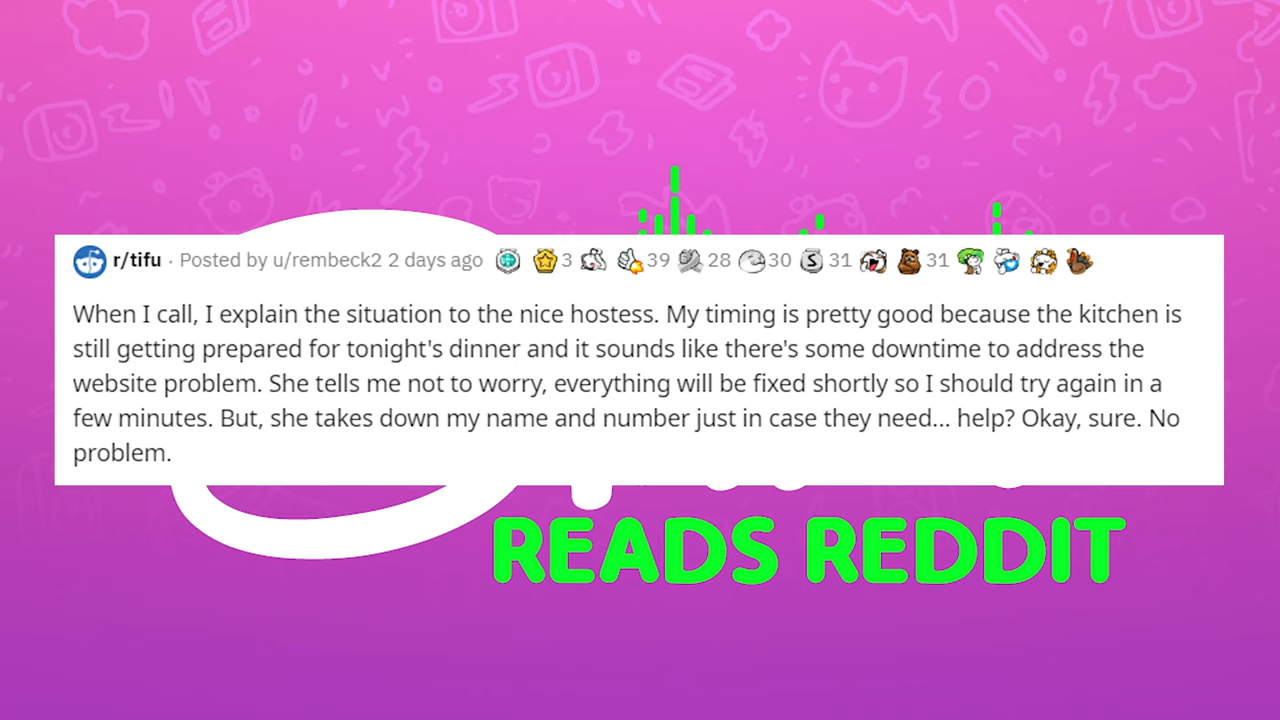 r/tifu · Posted by u/rembeck2 2 days ago 3 39 28 30 S 31 31
When I call, I explain the situation to the nice hostess. My timing is pretty good because the kitchen is
still getting prepared for tonight's dinner and it sounds like there's some downtime to address the
website problem. She tells me not to worry, everything will be fixed shortly so I should try again in a
few minutes. But, she takes down my name and number just in case they need... help? Okay, sure. No
problem.
READS REDDIT